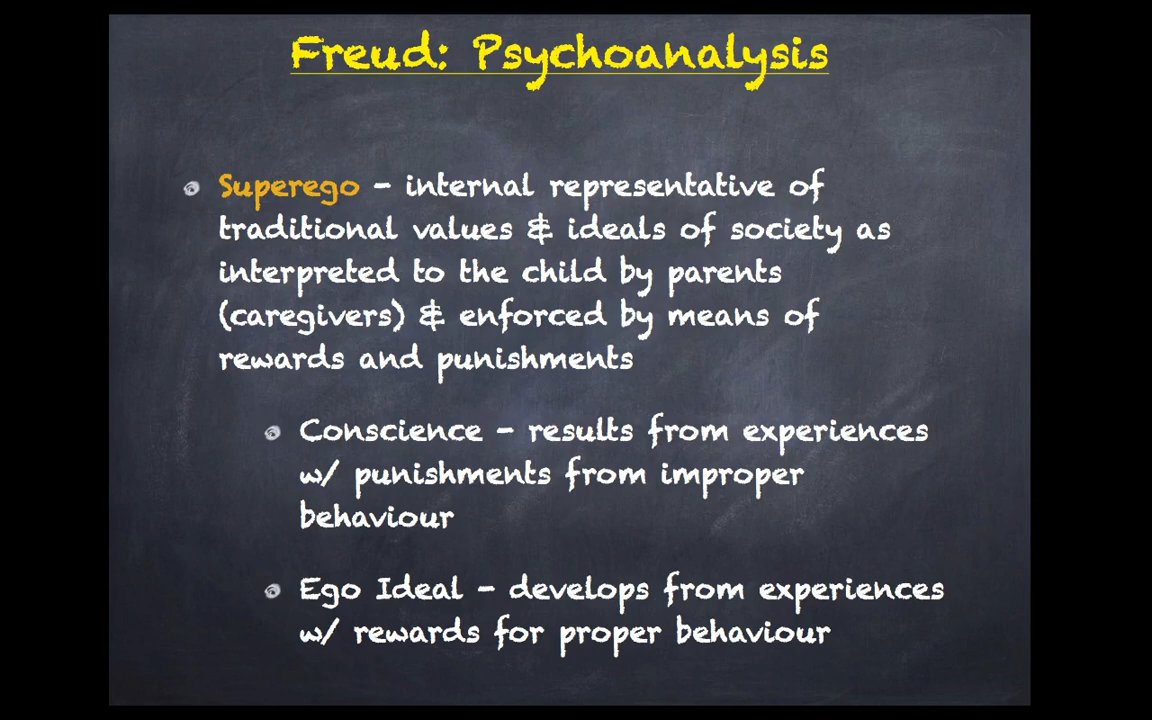 Freud: Psychoanalysis
Superego - internal representative of
traditional values & ideals of society as
interpreted to the child by parents
(caregivers) & enforced by means of
rewards and punishments
Conscience - results from experiences
w/ punishments from improper
behaviour
Ego Ideal - develops from experiences
w/ rewards for proper behaviour